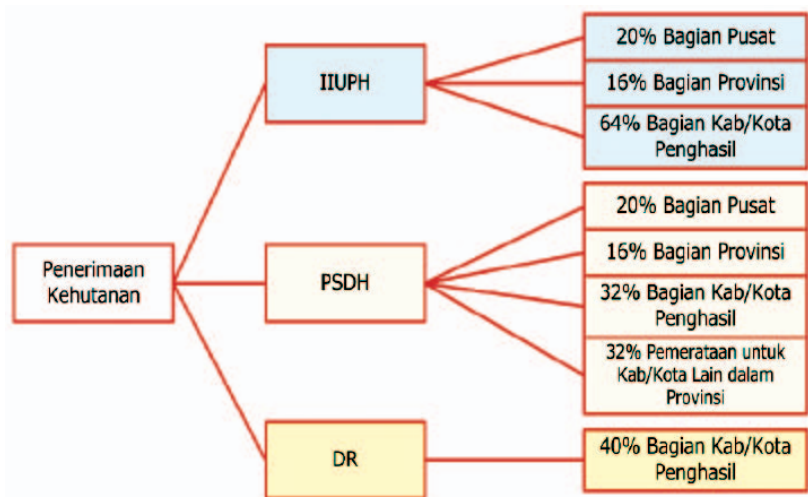 Penerimaan
Kehutanan
IIUPH
20% Bagian Pusat
16% Bagian Provinsi
64% Bagian Kab/Kota
Penghasil
PSDH
20% Bagian Pusat
16% Bagian Provinsi
32% Bagian Kab/Kota
Penghasil
32% Pemerataan untuk
Kab/Kota Lain dalam
Provinsi
DR
40% Bagian Kab/Kota
Penghasil